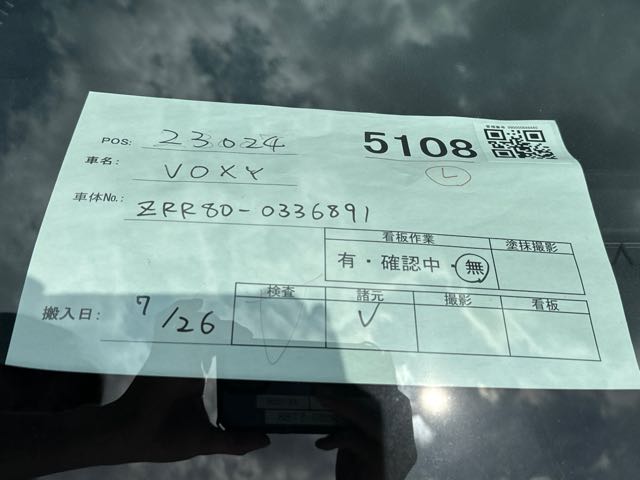 POS: 23024
5108
車名: VOXY
L
車体No.: ZRR80-0336891
看板作業
塗抹撮影
有・確認中・無
搬入日: 7/26
検査 諸元 撮影 看板